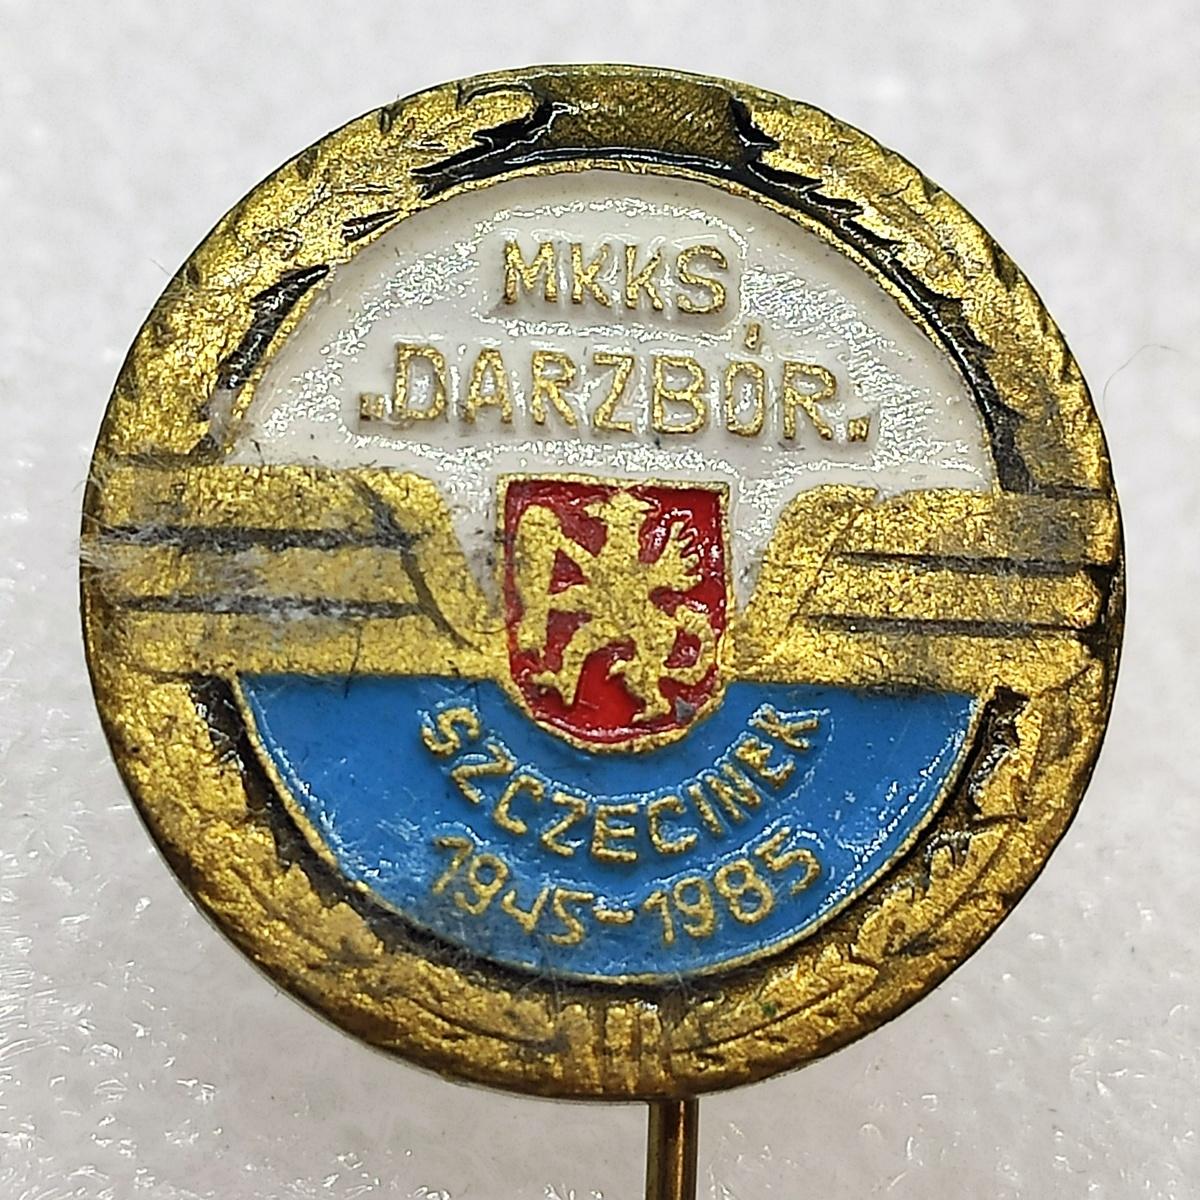 MKKS
„DARZBÓR"
SZCZECINEK
1945-1985